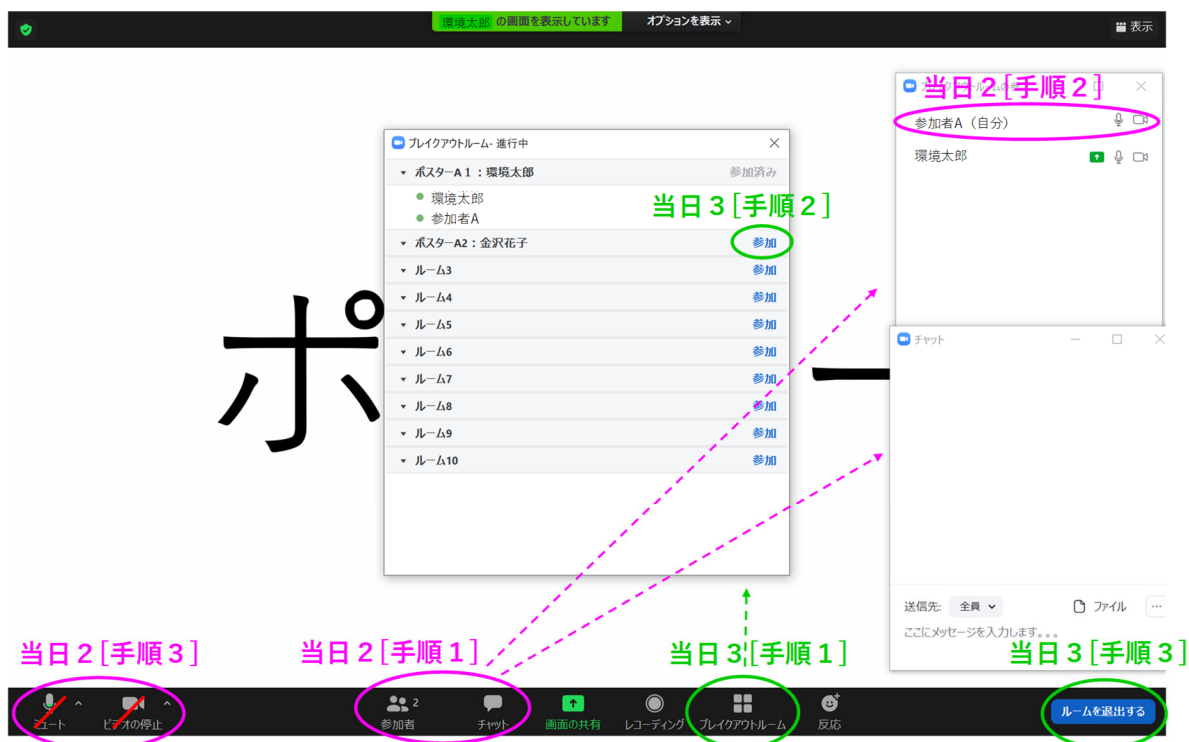 環境太郎 の画面を表示しています
オプションを表示
表示
当日2[手順2]
参加者A(自分)
環境太郎
ブレイクアウトルーム- 進行中
ポスターA 1 :環境太郎
参加済み
環境太郎
参加者A
当日3[手順2]
ポスターA2:金沢花子
参加
ルーム3
参加
ルーム4
参加
ルーム5
参加
ルーム6
参加
ルーム7
参加
ルーム8
参加
ルーム9
参加
ルーム10
参加
ポ
ー
チャット
送信先: 全員
ファイル
ここにメッセージを入力します。。。
当日2[手順3]
当日2[手順1]
当日3[手順1]
当日3[手順3]
ミュート
ビデオの停止
2
参加者
チャット
画面の共有
レコーディング
ブレイクアウトルーム
反応
ルームを退出する